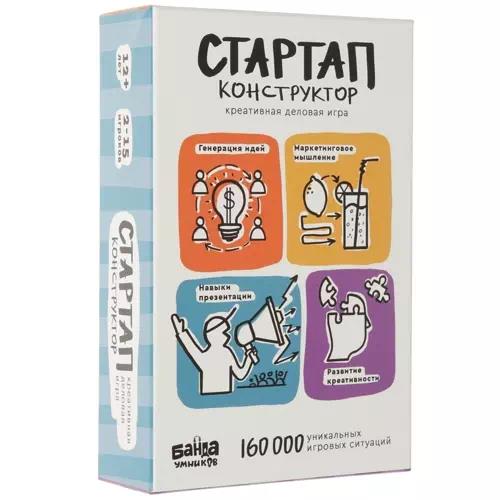 СТАРТАП
КОНСТРУКТОР
креативная деловая игра
Генерация идей
Маркетинговое
мышление
Навыки
презентации
Развитие
креативности
банда
умников
160 000
уникальных
игровых ситуаций
12+
лет
2-15
игроков
СТАРТАП
КОНСТРУКТОР
креативная
деловая
игра